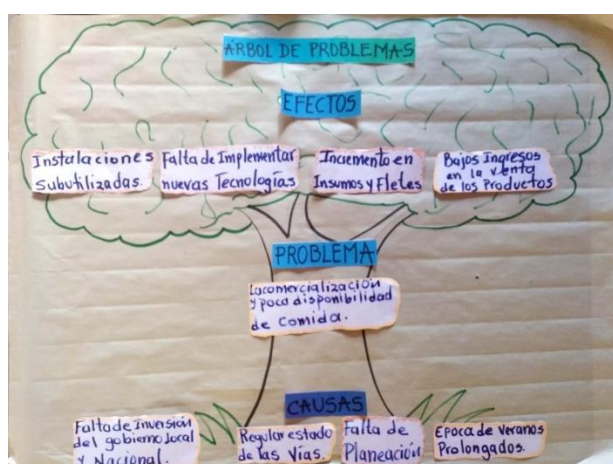 ÁRBOL DE PROBLEMAS
EFECTOS
Instalaciones
Subutilizadas.
Falta de Implementar
nuevas Tecnologías
Incremento en
Insumos y Fletes
Bajos Ingresos
en la venta
de los Productos
PROBLEMA
La comercialización
y poca disponibilidad
de comida.
CAUSAS
Falta de Inversión
del gobierno local
y Nacional.
Regular estado
de las Vías.
Falta de
Planeación
Epoca de veranos
Prolongados.